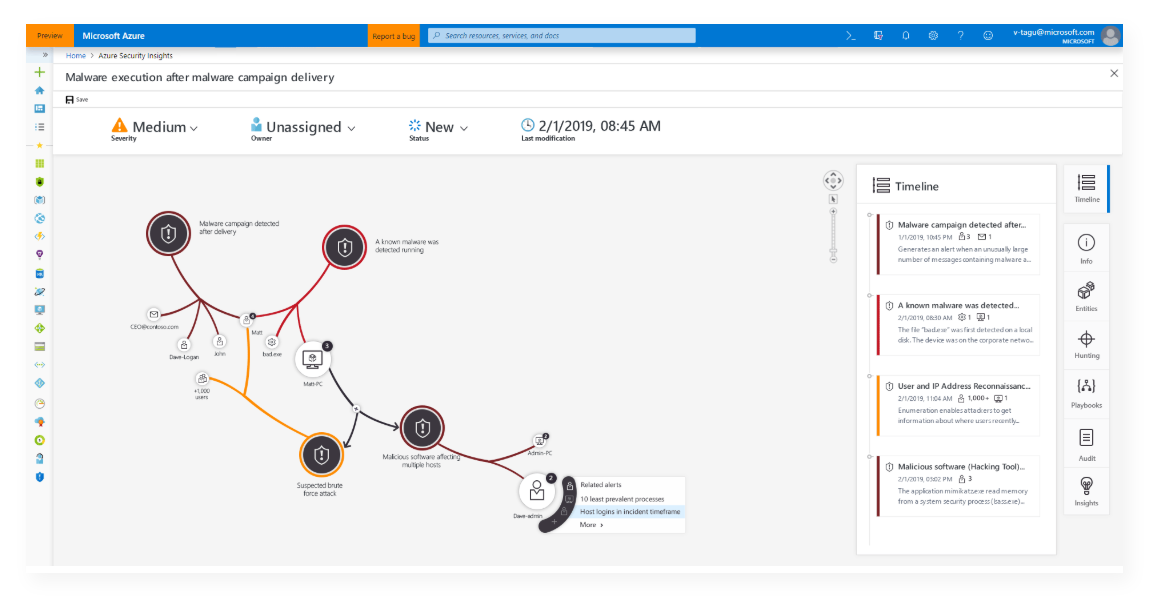 Preview
Microsoft Azure
Report a bug
Search resources, services, and docs
v-tagu@microsoft.com
MICROSOFT
Home > Azure Security Insights
Malware execution after malware campaign delivery
Save
Medium
Severity
Unassigned
Owner
New
Status
2/1/2019, 08:45 AM
Last modification
Malware campaign detected
after delivery
A known malware was
detected running
CEO@contoxo.com
Dave-Logan
John
4
Matt
bad.exe
3
Matt-PC
+1,000
users
Suspected brute
force attack
Malicious software affecting
multiple hosts
Admin-PC
2
Dave-admin
Related alerts
10 least prevalent processes
Host logins in incident timeframe
More >
Timeline
Malware campaign detected after...
1/1/2019, 10:45 PM 3 1
Generates an alert when an unusually large
number of messages containing malware a...
A known malware was detected...
2/1/2019, 08:30 AM 1 1
The file "bad.exe" was first detected on a local
disk. The device was on the corporate netwo...
User and IP Address Reconnaissanc...
2/1/2019, 11:04 AM 1,000+ 1
Enumeration enables attackers to get
information about where users recently...
Malicious software (Hacking Tool)...
2/1/2019, 03:02 PM 3
The application mimikatz.exe read memory
from a system security process (lsass.exe)...
Timeline
Info
Entities
Hunting
Playbooks
Audit
Insights